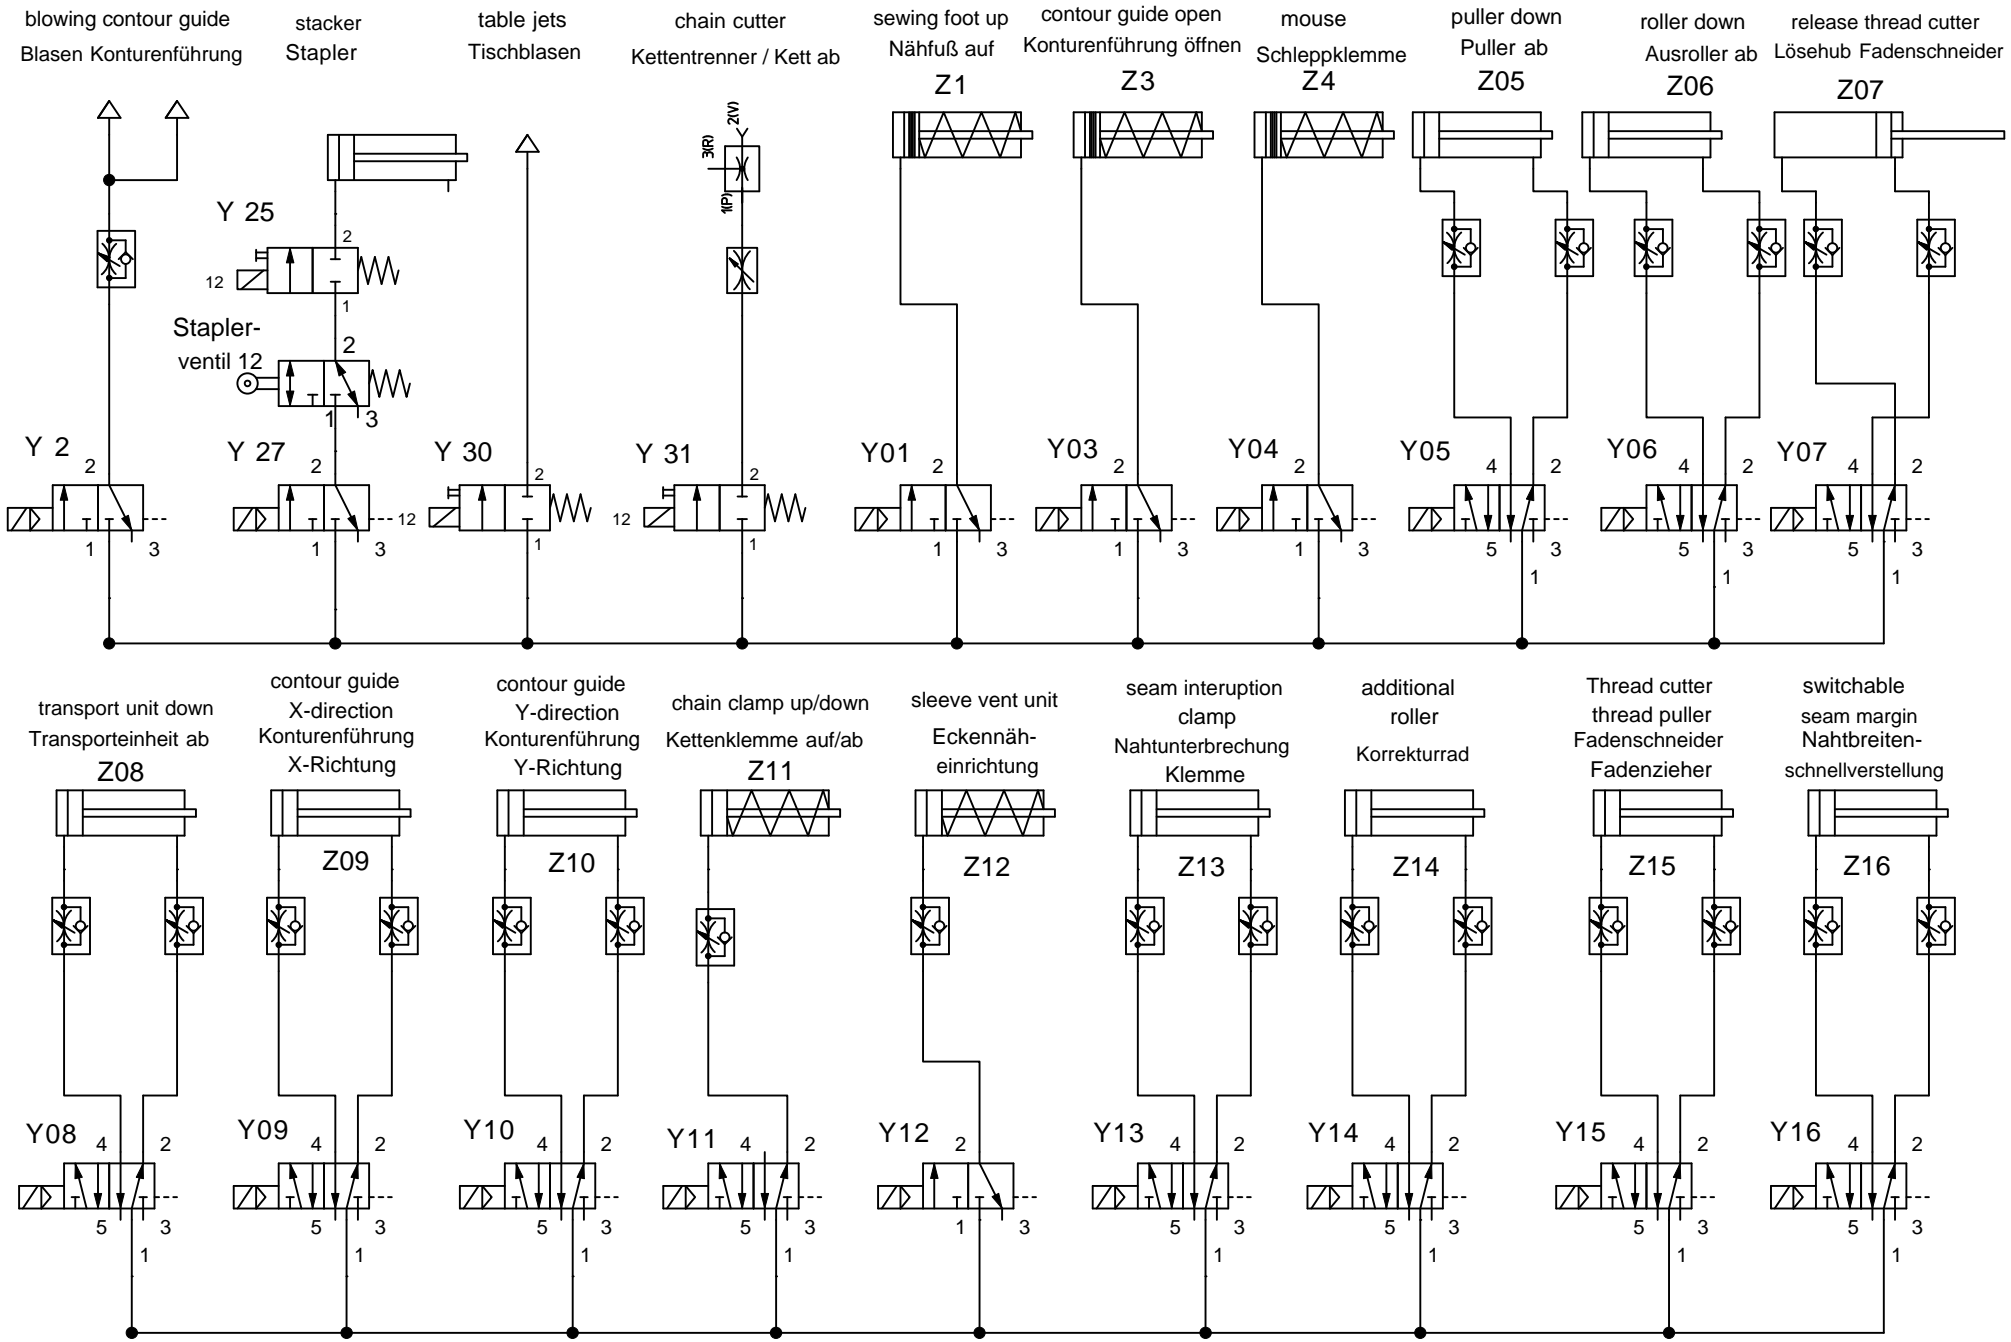 blowing contour guide
Blasen Konturenführung
stacker
Stapler
table jets
Tischblasen
chain cutter
Kettentrenner / Kett ab
sewing foot up
Nähfuß auf
Z1
contour guide open
Konturenführung öffnen
Z3
mouse
Schleppklemme
Z4
puller down
Puller ab
Z05
roller down
Ausroller ab
Z06
release thread cutter
Lösehub Fadenschneider
Z07
2(V)
3(R)
1(P)
Y 25
2
12
1
Stapler-
ventil 12
2
1
3
Y 2
2
1
3
Y 27
2
12
1
3
Y 30
2
1
Y 31
2
12
1
Y01
2
1
3
Y03
2
1
3
Y04
2
1
3
Y05
4
2
5
3
1
Y06
4
2
5
3
1
Y07
4
2
5
3
1
transport unit down
Transporteinheit ab
Z08
contour guide
X-direction
Konturenführung
X-Richtung
Z09
contour guide
Y-direction
Konturenführung
Y-Richtung
Z10
chain clamp up/down
Kettenklemme auf/ab
Z11
sleeve vent unit
Eckennäh-
einrichtung
Z12
seam interuption
clamp
Nahtunterbrechung
Klemme
Z13
additional
roller
Korrekturrad
Z14
Thread cutter
thread puller
Fadenschneider
Fadenzieher
Z15
switchable
seam margin
Nahtbreiten-
schnellverstellung
Z16
Y08
4
2
5
3
1
Y09
4
2
5
3
1
Y10
4
2
5
3
1
Y11
4
2
5
3
1
Y12
2
1
3
Y13
4
2
5
3
1
Y14
4
2
5
3
1
Y15
4
2
5
3
1
Y16
4
2
5
3
1